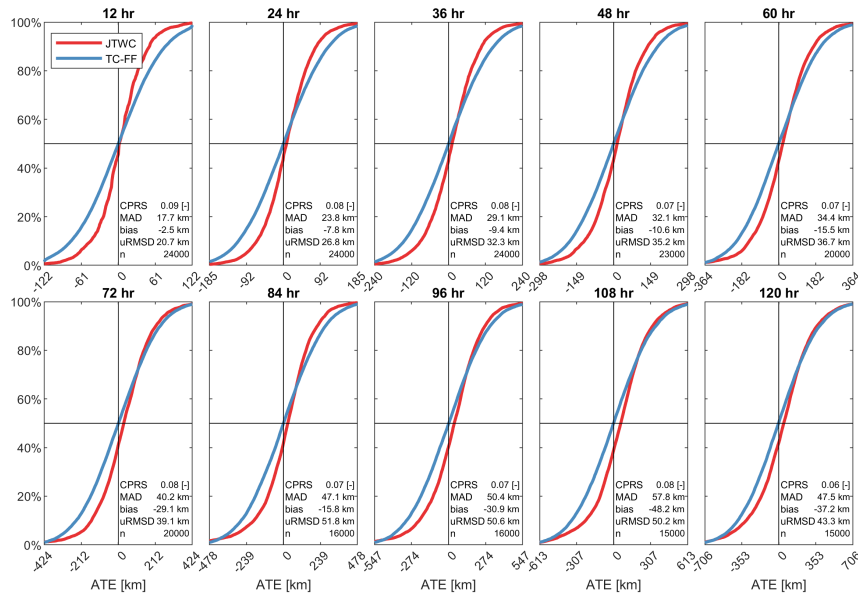 12 hr
24 hr
36 hr
48 hr
60 hr
100%
80%
60%
40%
20%
0%
JTWC
TC-FF
CPRS 0.09 [-]
MAD 17.7 km
bias -2.5 km
uRMSD 20.7 km
n 24000
CPRS 0.08 [-]
MAD 23.8 km
bias -7.8 km
uRMSD 26.8 km
n 24000
CPRS 0.08 [-]
MAD 29.1 km
bias -9.4 km
uRMSD 32.3 km
n 24000
CPRS 0.07 [-]
MAD 32.1 km
bias -10.6 km
uRMSD 35.2 km
n 23000
CPRS 0.07 [-]
MAD 34.4 km
bias -15.5 km
uRMSD 36.7 km
n 20000
-122 -61 0 61 122
-185 -92 0 92 185
-240 -120 0 120 240
-298 -149 0 149 298
-364 -182 0 182 364
72 hr
84 hr
96 hr
108 hr
120 hr
100%
80%
60%
40%
20%
0%
CPRS 0.08 [-]
MAD 40.2 km
bias -29.1 km
uRMSD 39.1 km
n 20000
CPRS 0.07 [-]
MAD 47.1 km
bias -15.8 km
uRMSD 51.8 km
n 16000
CPRS 0.07 [-]
MAD 50.4 km
bias -30.9 km
uRMSD 50.6 km
n 16000
CPRS 0.08 [-]
MAD 57.8 km
bias -48.2 km
uRMSD 50.2 km
n 15000
CPRS 0.06 [-]
MAD 47.5 km
bias -37.2 km
uRMSD 43.3 km
n 15000
-424 -212 0 212 424
-478 -239 0 239 478
-547 -274 0 274 547
-613 -307 0 307 613
-706 -353 0 353 706
ATE [km]
ATE [km]
ATE [km]
ATE [km]
ATE [km]